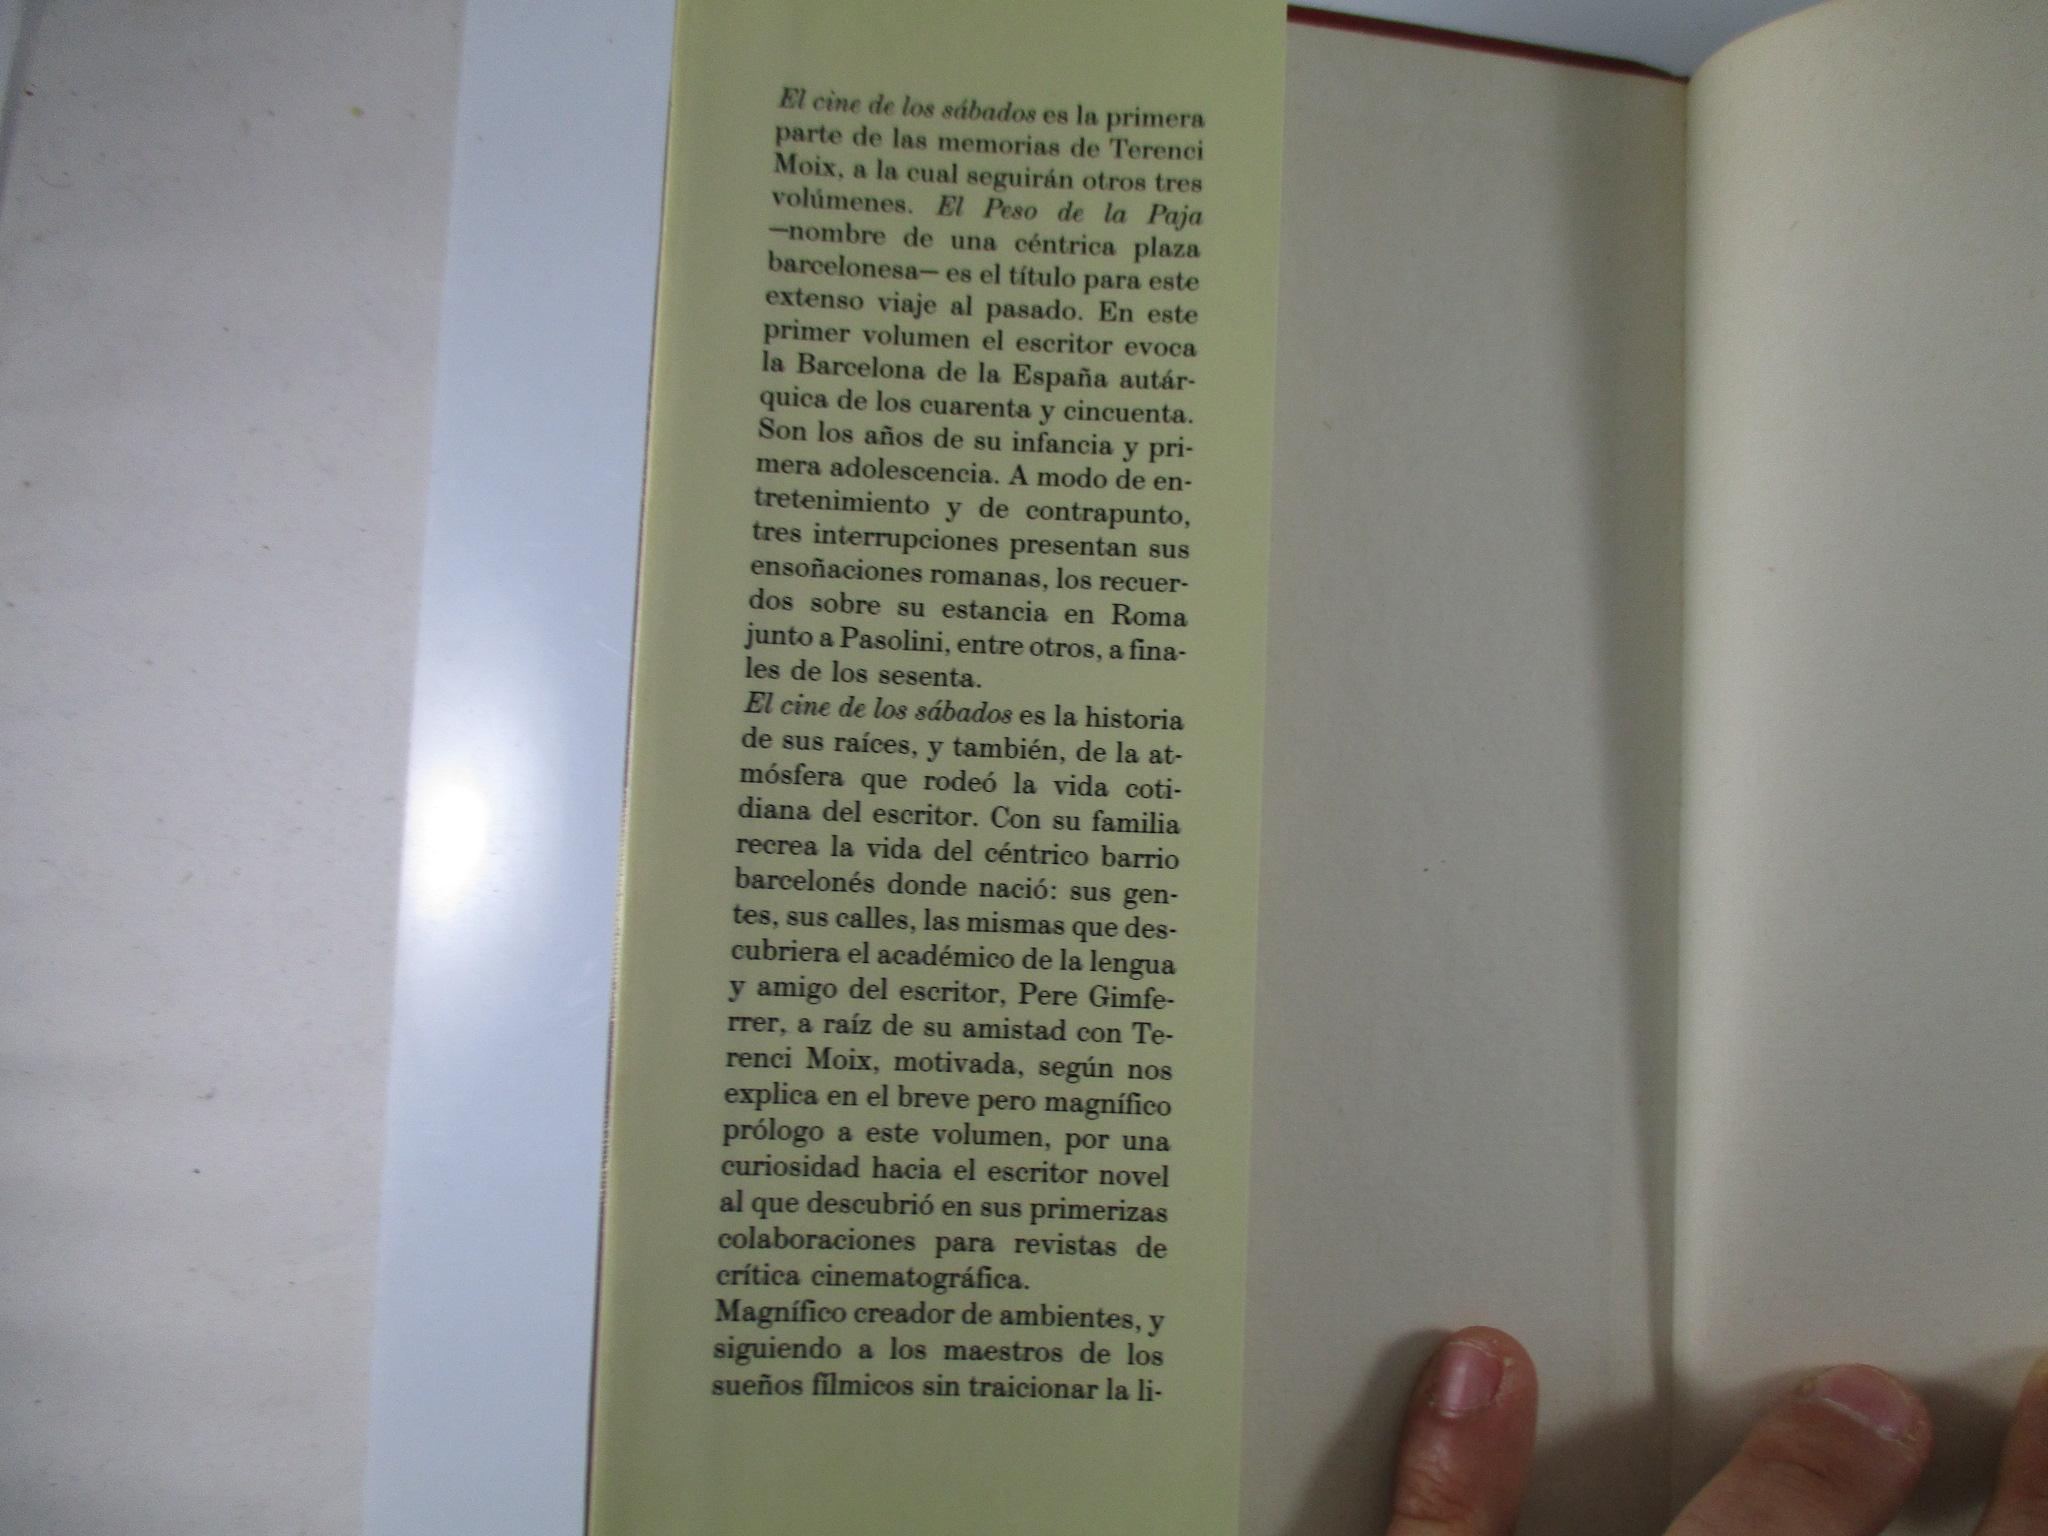 El cine de los sábados es la primera
parte de las memorias de Terenci
Moix, a la cual seguirán otros tres
volúmenes. El Peso de la Paja
—nombre de una céntrica plaza
barcelonesa— es el título para este
extenso viaje al pasado. En este
primer volumen el escritor evoca
la Barcelona de la España autár-
quica de los cuarenta y cincuenta.
Son los años de su infancia y pri-
mera adolescencia. A modo de en-
tretenimiento y de contrapunto,
tres interrupciones presentan sus
ensoñaciones romanas, los recuer-
dos sobre su estancia en Roma
junto a Pasolini, entre otros, a fina-
les de los sesenta.
El cine de los sábados es la historia
de sus raíces, y también, de la at-
mósfera que rodeó la vida coti-
diana del escritor. Con su familia
recrea la vida del céntrico barrio
barcelonés donde nació: sus gen-
tes, sus calles, las mismas que des-
cubriera el académico de la lengua
y amigo del escritor, Pere Gimfe-
rrer, a raíz de su amistad con Te-
renci Moix, motivada, según nos
explica en el breve pero magnífico
prólogo a este volumen, por una
curiosidad hacia el escritor novel
al que descubrió en sus primerizas
colaboraciones para revistas de
crítica cinematográfica.
Magnífico creador de ambientes, y
siguiendo a los maestros de los
sueños fílmicos sin traicionar la li-